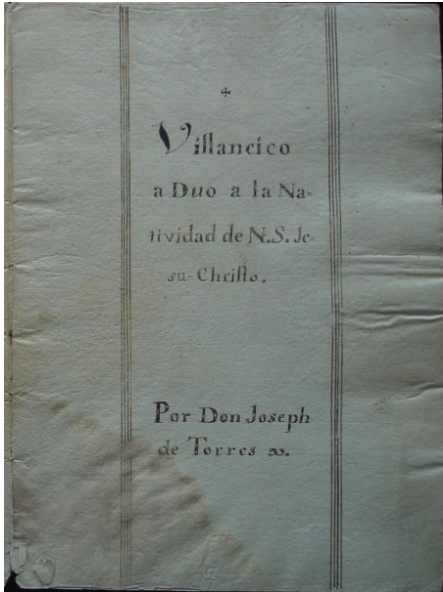 Villancico
a Duo a la Na-
tividad de N.S. Je-
su-Christo.
Por Don Joseph
de Torres